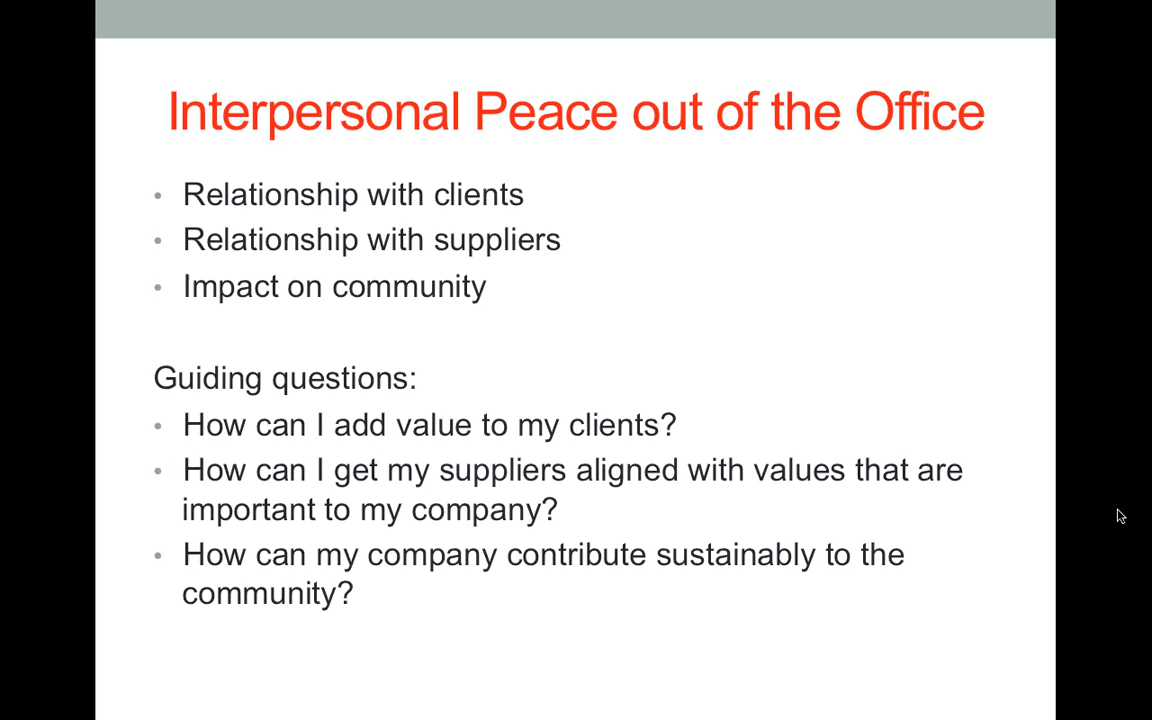 Interpersonal Peace out of the Office
• Relationship with clients
• Relationship with suppliers
• Impact on community
Guiding questions:
• How can I add value to my clients?
• How can I get my suppliers aligned with values that are
important to my company?
• How can my company contribute sustainably to the
community?